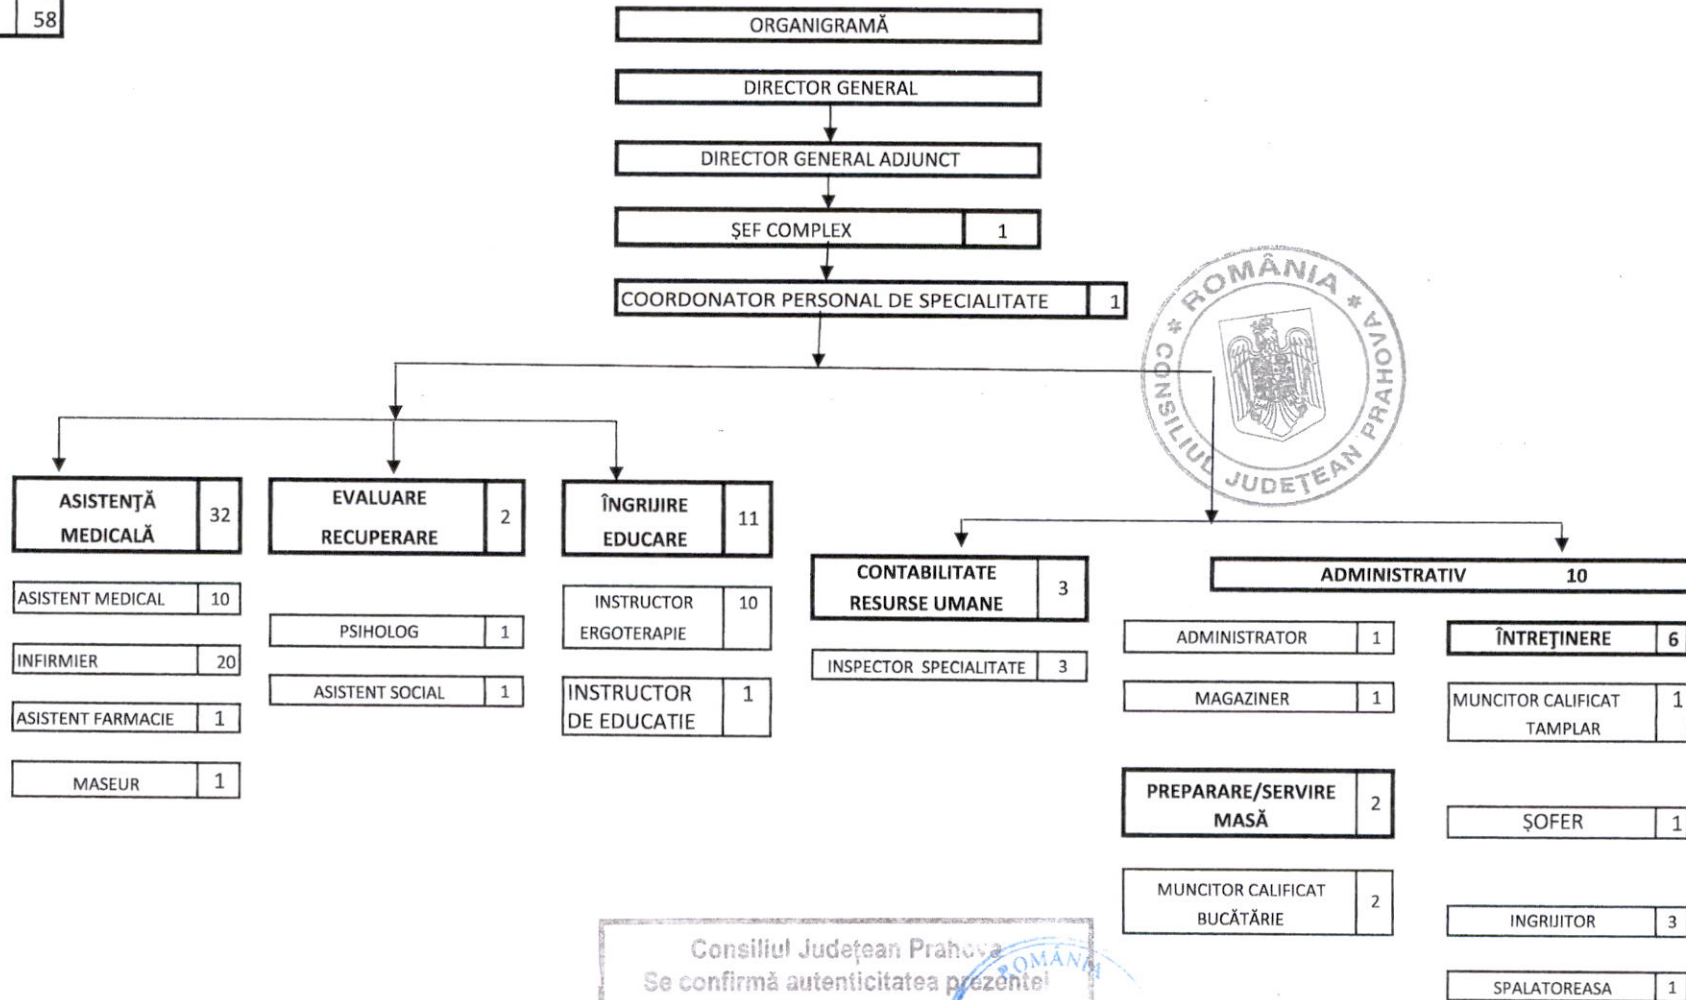 58
ORGANIGRAMĂ
DIRECTOR GENERAL
DIRECTOR GENERAL ADJUNCT
ŞEF COMPLEX 1
COORDONATOR PERSONAL DE SPECIALITATE 1
* ROMÂNIA *
CONSILIUL JUDEŢEAN PRAHOVA
ASISTENŢĂ
MEDICALĂ
32
ASISTENT MEDICAL 10
INFIRMIER 20
ASISTENT FARMACIE 1
MASEUR 1
EVALUARE
RECUPERARE
2
PSIHOLOG 1
ASISTENT SOCIAL 1
ÎNGRIJIRE
EDUCARE
11
INSTRUCTOR 10
ERGOTERAPIE
INSTRUCTOR 1
DE EDUCATIE
CONTABILITATE
RESURSE UMANE
3
INSPECTOR SPECIALITATE 3
ADMINISTRATIV 10
ADMINISTRATOR 1
MAGAZINER 1
PREPARARE/SERVIRE
MASĂ
2
MUNCITOR CALIFICAT
BUCĂTĂRIE
2
ÎNTREŢINERE 6
MUNCITOR CALIFICAT 1
TAMPLAR
ŞOFER 1
INGRIJITOR 3
SPALATOREASA 1
Consiliul Judeţean Prahova
Se confirmă autenticitatea prezentei
ROMÂNIA